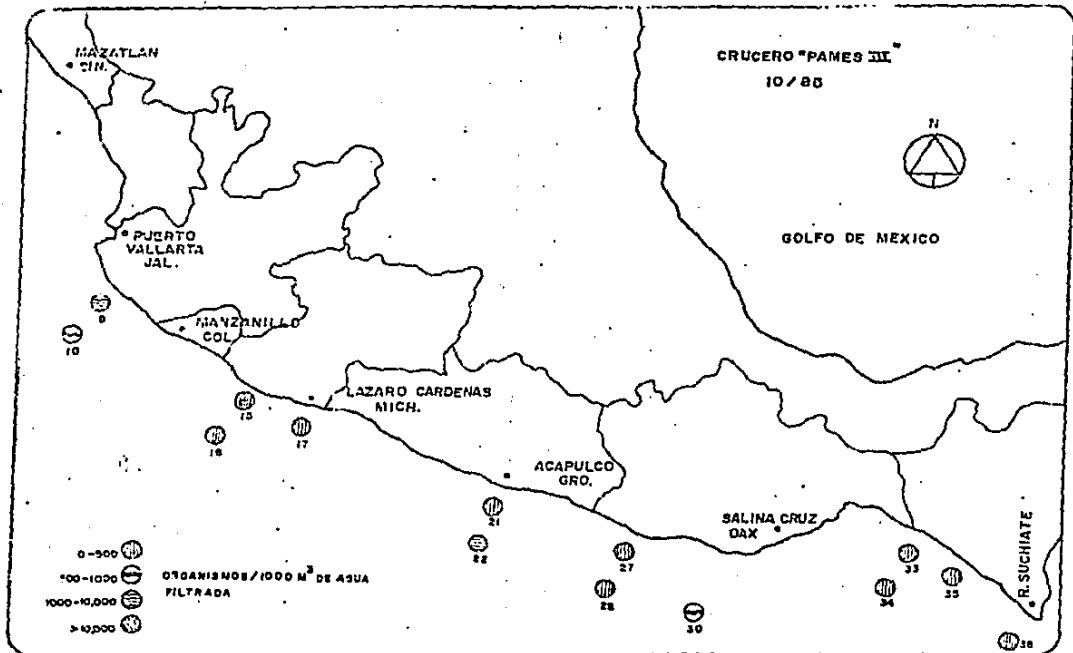 MAZATLAN
SIN.
CRUCERO "PAMES III"
10/86
N
PUERTO
VALLARTA
JAL.
GOLFO DE MEXICO
9
10
MANZANILLO
COL.
LAZARO CARDENAS
MICH.
15
16
17
ACAPULCO
GRO.
21
22
SALINA CRUZ
OAX
27
28
30
33
34
35
R. SUCHIATE
36
0-500
500-1000
1000-10,000
>10,000
ORGANISMOS/1000 M³ DE AGUA
FILTRADA